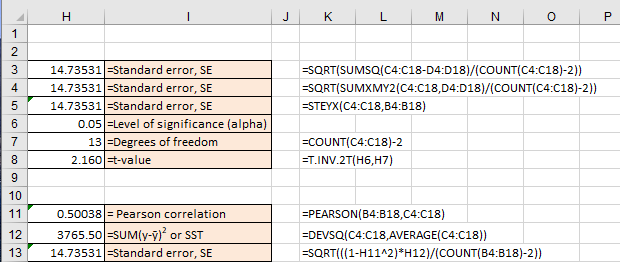 H I J K L M N O P
1
2
3 14.73531 =Standard error, SE =SQRT(SUMSQ(C4:C18-D4:D18)/(COUNT(C4:C18)-2))
4 14.73531 =Standard error, SE =SQRT(SUMXMY2(C4:C18,D4:D18)/(COUNT(C4:C18)-2))
5 14.73531 =Standard error, SE =STEYX(C4:C18,B4:B18)
6 0.05 =Level of significance (alpha)
7 13 =Degrees of freedom =COUNT(C4:C18)-2
8 2.160 =t-value =T.INV.2T(H6,H7)
9
10
11 0.50038 = Pearson correlation =PEARSON(B4:B18,C4:C18)
12 3765.50 =SUM(y-ȳ)² or SST =DEVSQ(C4:C18,AVERAGE(C4:C18))
13 14.73531 =Standard error, SE =SQRT(((1-H11^2)*H12)/(COUNT(B4:B18)-2))